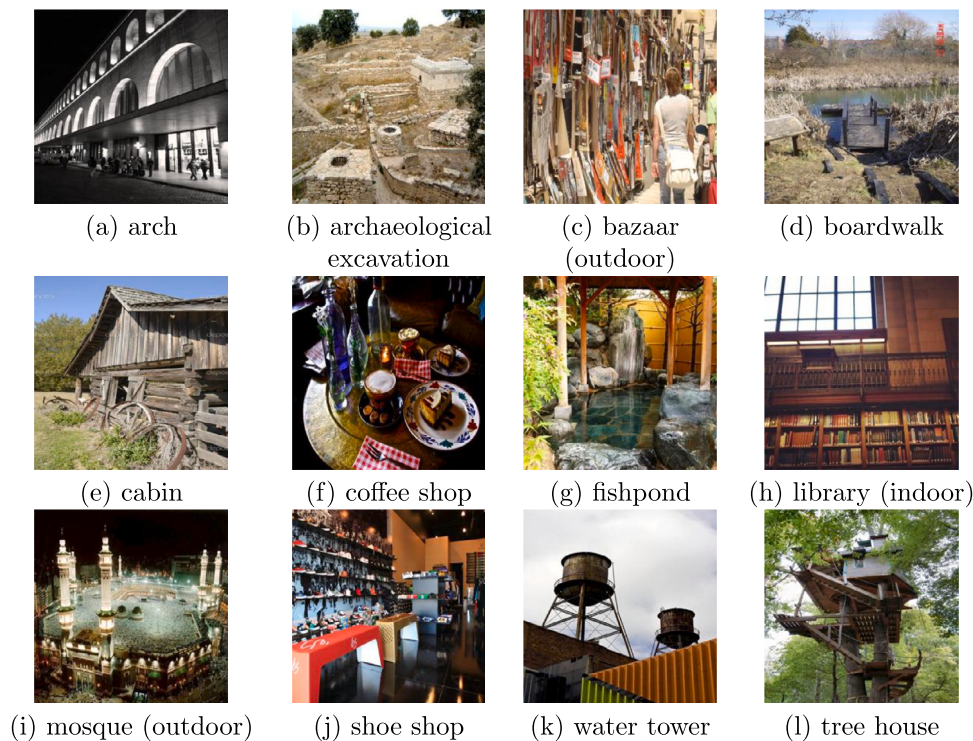 (a) arch
(b) archaeological
excavation
(c) bazaar
(outdoor)
(d) boardwalk
(e) cabin
(f) coffee shop
(g) fishpond
(h) library (indoor)
(i) mosque (outdoor)
(j) shoe shop
(k) water tower
(l) tree house